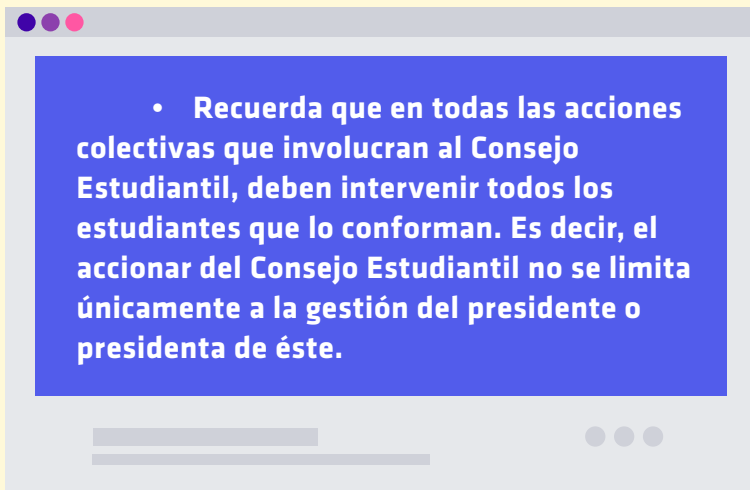 • Recuerda que en todas las acciones
colectivas que involucran al Consejo
Estudiantil, deben intervenir todos los
estudiantes que lo conforman. Es decir, el
accionar del Consejo Estudiantil no se limita
únicamente a la gestión del presidente o
presidenta de éste.